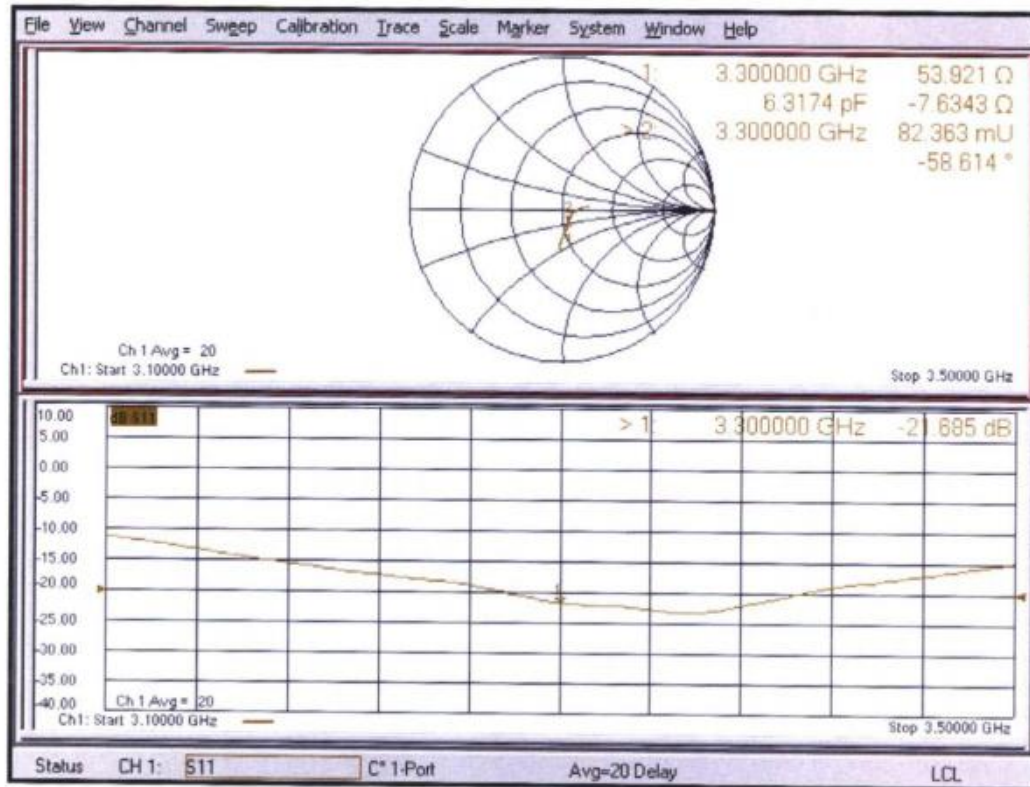 File View Channel Sweep Calibration Trace Scale Marker System Window Help
1: 3.300000 GHz 53.921 Ω
6.3174 pF -7.6343 Ω
> 2: 3.300000 GHz 82.363 mU
-58.614 °
Ch 1 Avg = 20
Ch1: Start 3.10000 GHz
Stop 3.50000 GHz
10.00
dB S11
> 1: 3.300000 GHz -21.685 dB
5.00
0.00
-5.00
-10.00
-15.00
-20.00
-25.00
-30.00
-35.00
-40.00
Ch 1 Avg = 20
Ch1: Start 3.10000 GHz
Stop 3.50000 GHz
Status CH 1: S11 C* 1-Port Avg=20 Delay LCL